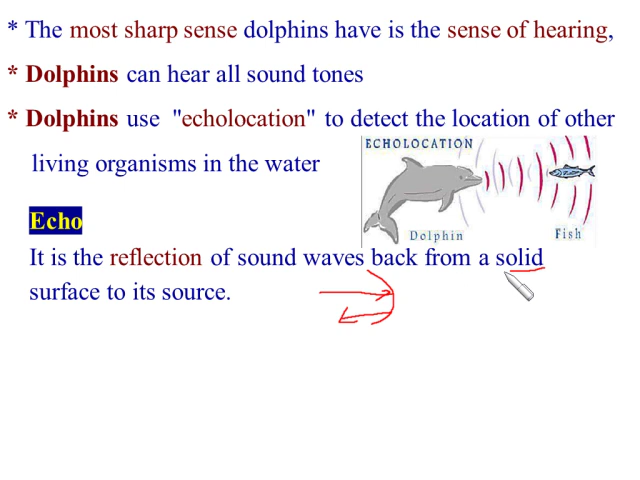 * The most sharp sense dolphins have is the sense of hearing,
* Dolphins can hear all sound tones
* Dolphins use "echolocation" to detect the location of other
living organisms in the water
ECHOLOCATION
Dolphin
Fish
Echo
It is the reflection of sound waves back from a solid
surface to its source.